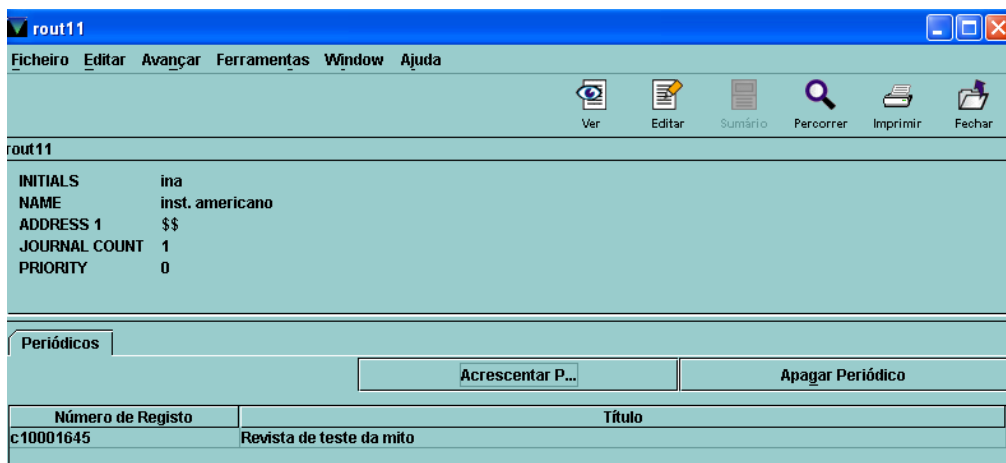 rout11
Ficheiro Editar Avançar Ferramentas Window Ajuda
Ver Editar Sumário Percorrer Imprimir Fechar
rout11
INITIALS ina
NAME inst. americano
ADDRESS 1 $$
JOURNAL COUNT 1
PRIORITY 0
Periódicos
Acrescentar P... Apagar Periódico
Número de Registo Título
c10001645 Revista de teste da mito